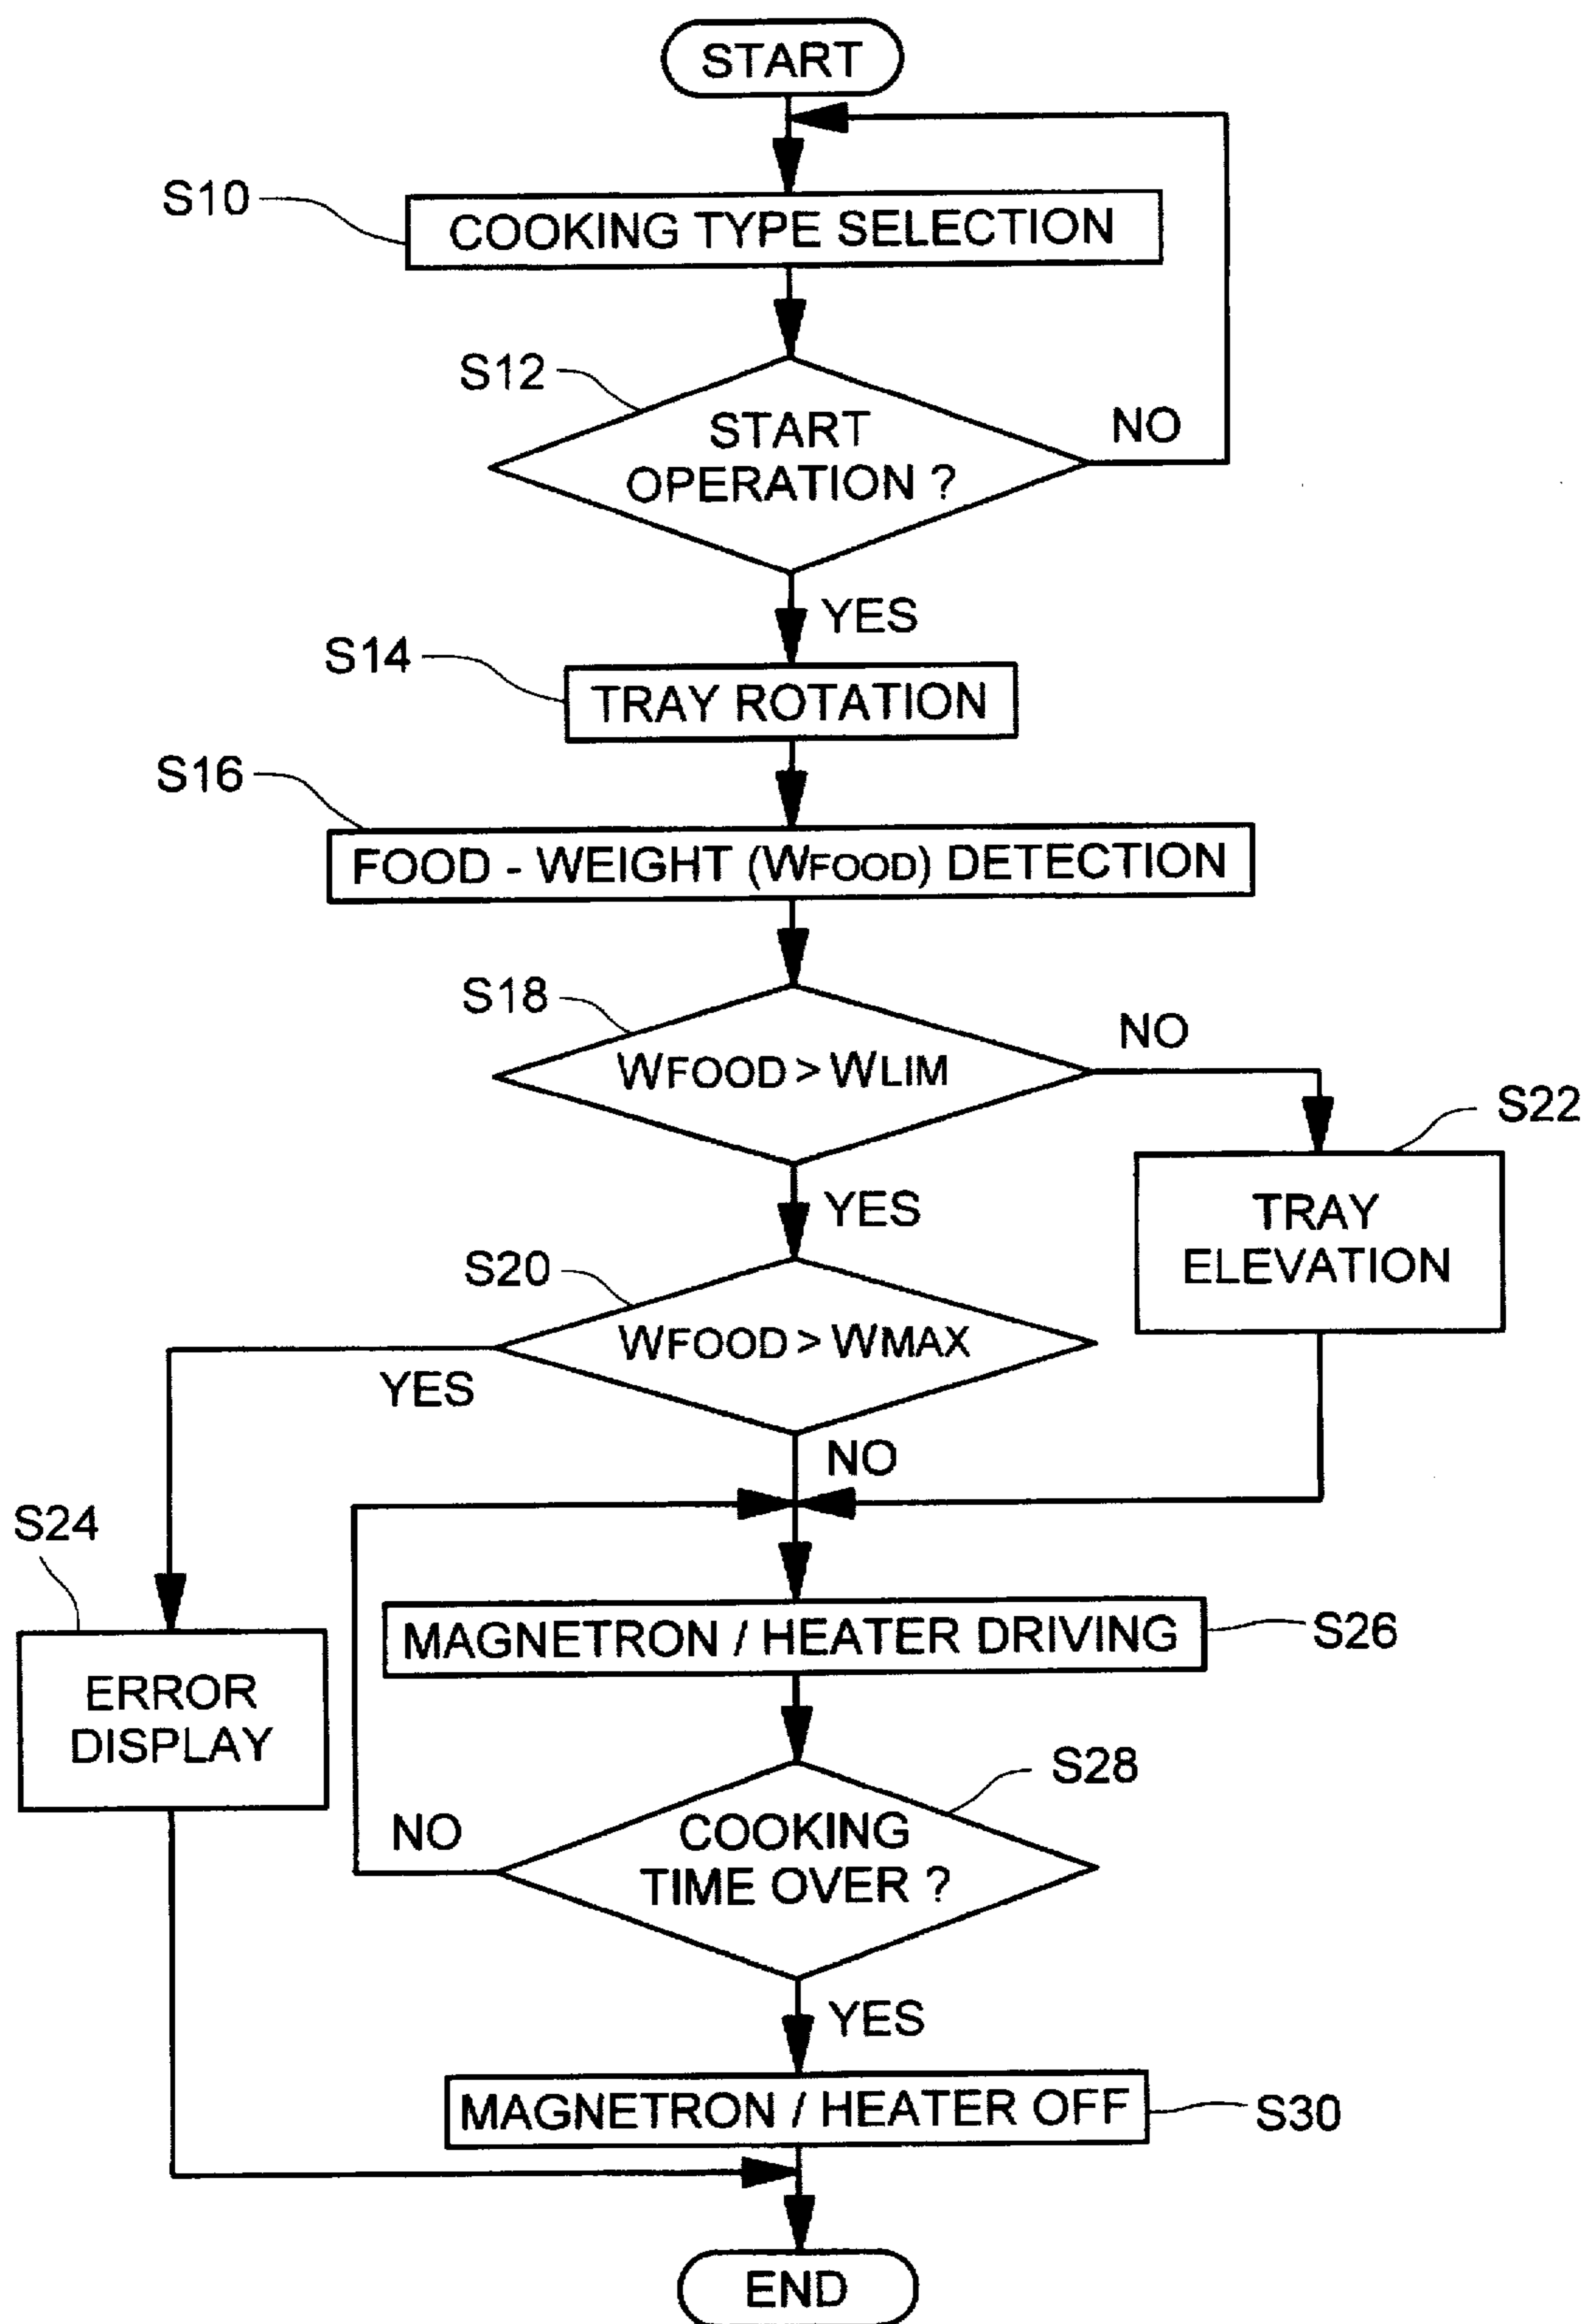 START
S10
COOKING TYPE SELECTION
S12
START
OPERATION ?
NO
YES
S14
TRAY ROTATION
S16
FOOD - WEIGHT (WFOOD) DETECTION
S18
WFOOD > WLIM
NO
YES
S22
TRAY
ELEVATION
S20
WFOOD > WMAX
YES
NO
S24
ERROR
DISPLAY
MAGNETRON / HEATER DRIVING
S26
S28
COOKING
TIME OVER ?
NO
YES
MAGNETRON / HEATER OFF
S30
END